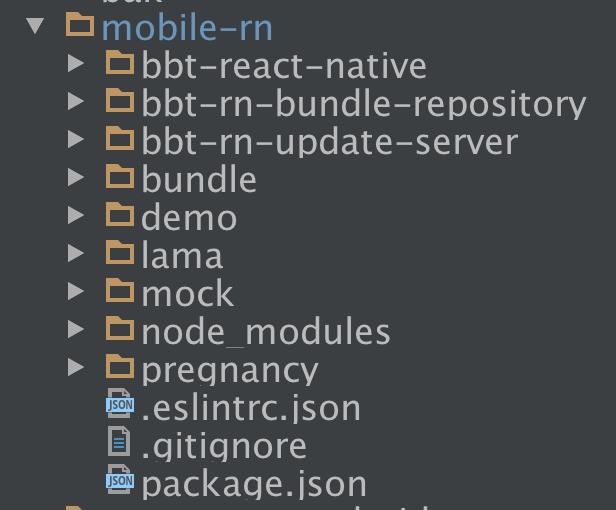 mobile-rn
bbt-react-native
bbt-rn-bundle-repository
bbt-rn-update-server
bundle
demo
lama
mock
node_modules
pregnancy
JSON .eslintrc.json
.gitignore
JSON package.json